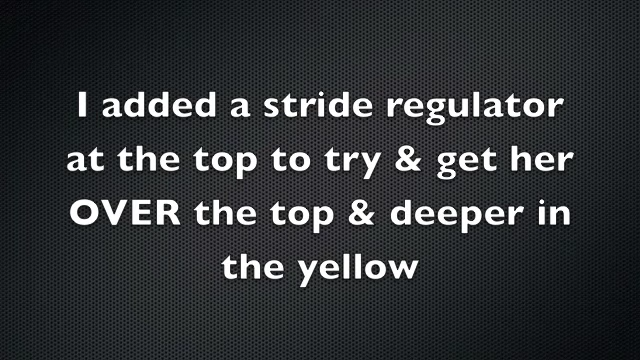 I added a stride regulator
at the top to try & get her
OVER the top & deeper in
the yellow